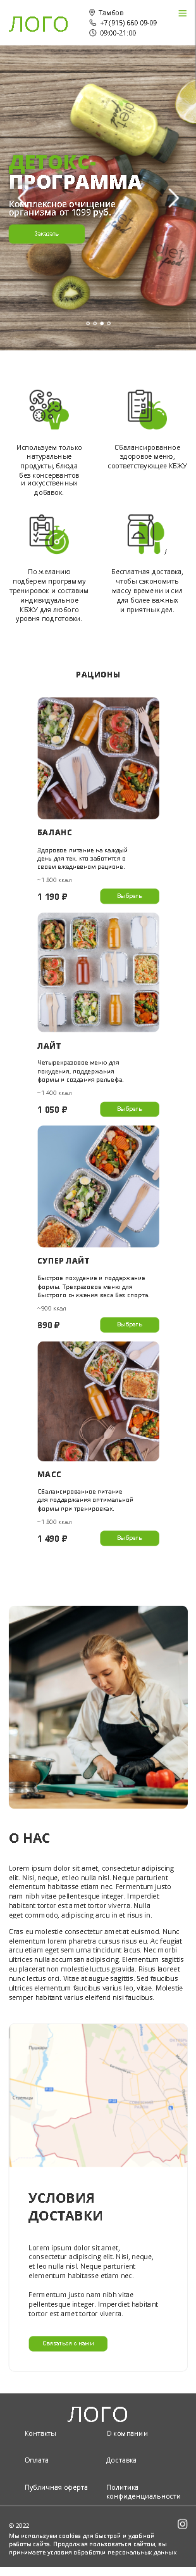 ЛОГО
Тамбов
+7 (915) 660-09-09
09:00-21:00
ДЕТОКС-
ПРОГРАММА
Комплексное очищение
организма от 1099 руб.
Заказать
Используем только
натуральные
продукты, блюда
без консервантов
и искусственных
добавок.
Сбалансированное
здоровое меню,
соответствующее КБЖУ
По желанию
подберем программу
тренировок и составим
индивидуальное
КБЖУ для любого
уровня подготовки.
Бесплатная доставка,
чтобы сэкономить
массу времени и сил
для более важных
и приятных дел.
РАЦИОНЫ
БАЛАНС
Здоровое питание на каждый
день для тех, кто заботится о
своем ежедневном рационе.
~1 800 ккал
1 190 ₽
Выбрать
ЛАЙТ
Четырехразовое меню для
похудения, поддержания
формы и создания рельефа.
~1 400 ккал
1 050 ₽
Выбрать
СУПЕР ЛАЙТ
Быстрое похудение и поддержание
формы. Трехразовое меню для
быстрого снижения веса без спорта.
~900 ккал
890 ₽
Выбрать
МАСС
Сбалансированное питание
для поддержания оптимальной
формы при тренировках.
~1 800 ккал
1 490 ₽
Выбрать
О НАС
Lorem ipsum dolor sit amet, consectetur adipiscing
elit. Nisi, neque, et leo nulla nisl. Neque parturient
elementum habitasse etiam nec. Fermentum justo
nam nibh vitae pellentesque integer. Imperdiet
habitant tortor est amet tortor viverra. Nulla
eget commodo, adipiscing arcu in et risus in.
Cras eu molestie consectetur amet at euismod. Nunc
elementum lorem pharetra cursus risus eu. Ac feugiat
arcu etiam eget sem urna tincidunt lacus. Nec morbi
ultrices nulla accumsan adipiscing. Elementum sagittis
eu placerat non molestie luctus gravida. Risus laoreet
nunc lectus orci. Vitae at augue sagittis. Sed faucibus
ultricies elementum faucibus varius leo, vitae. Molestie
semper habitant varius eleifend nisl faucibus.
УСЛОВИЯ
ДОСТАВКИ
Lorem ipsum dolor sit amet,
consectetur adipiscing elit. Nisi, neque,
et leo nulla nisl. Neque parturient
elementum habitasse etiam nec.
Fermentum justo nam nibh vitae
pellentesque integer. Imperdiet habitant
tortor est amet tortor viverra.
Связаться с нами
ЛОГО
Контакты
О компании
Оплата
Доставка
Публичная оферта
Политика
конфиденциальности
© 2022
Мы используем cookies для быстрой и удобной
работы сайта. Продолжая пользоваться сайтом, вы
принимаете условия обработки персональных данных.